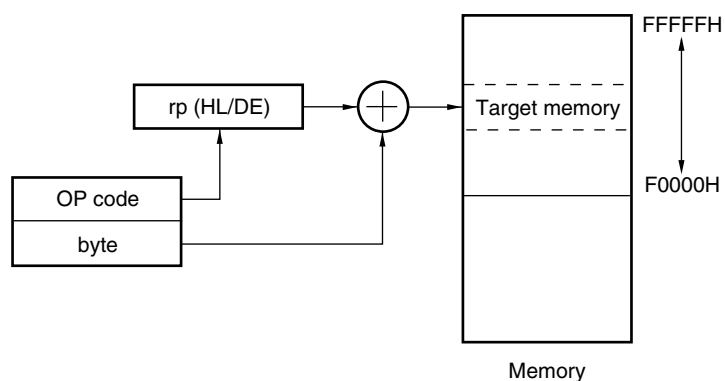 FFFFFH
rp (HL/DE)
Target memory
OP code
F0000H
byte
Memory